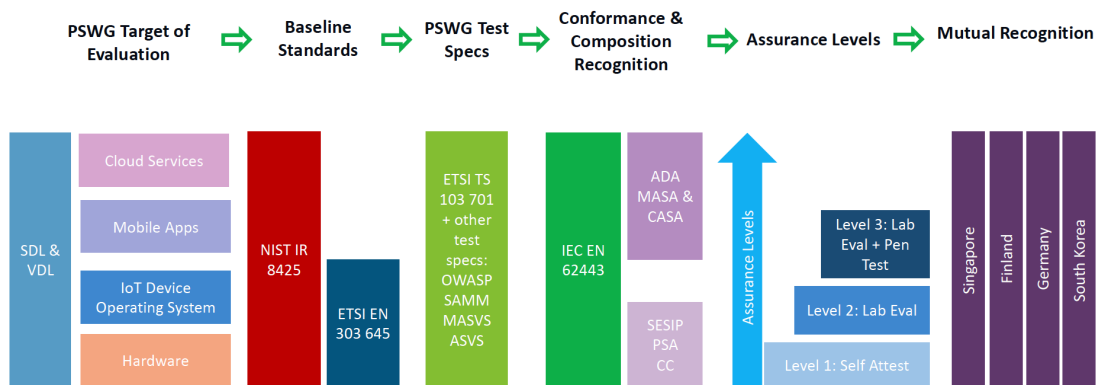 PSWG Target of
Evaluation
Baseline
Standards
PSWG Test
Specs
Conformance &
Composition
Recognition
Assurance Levels
Mutual Recognition
SDL &
VDL
Cloud Services
Mobile Apps
IoT Device
Operating System
Hardware
NIST IR
8425
ETSI EN
303 645
ETSI TS
103 701
+ other
test
specs:
OWASP
SAMM
MASVS
ASVS
IEC EN
62443
ADA
MASA &
CASA
SESIP
PSA
CC
Assurance Levels
Level 3: Lab
Eval + Pen
Test
Level 2: Lab Eval
Level 1: Self Attest
Singapore
Finland
Germany
South Korea